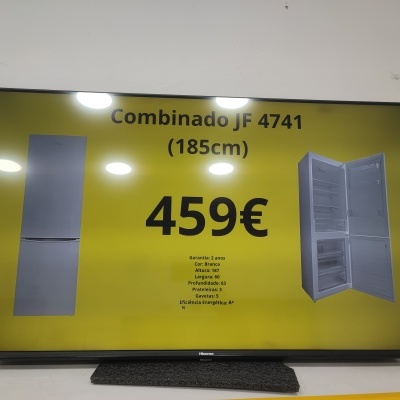 Combinado JF 4741
(185cm)
459€
Garantia: 2 anos
Cor: Branco
Altura: 187
Largura: 60
Profundidade: 63
Prateleiras: 3
Gavetas: 5
Eficiência Energética: A+
Hisense